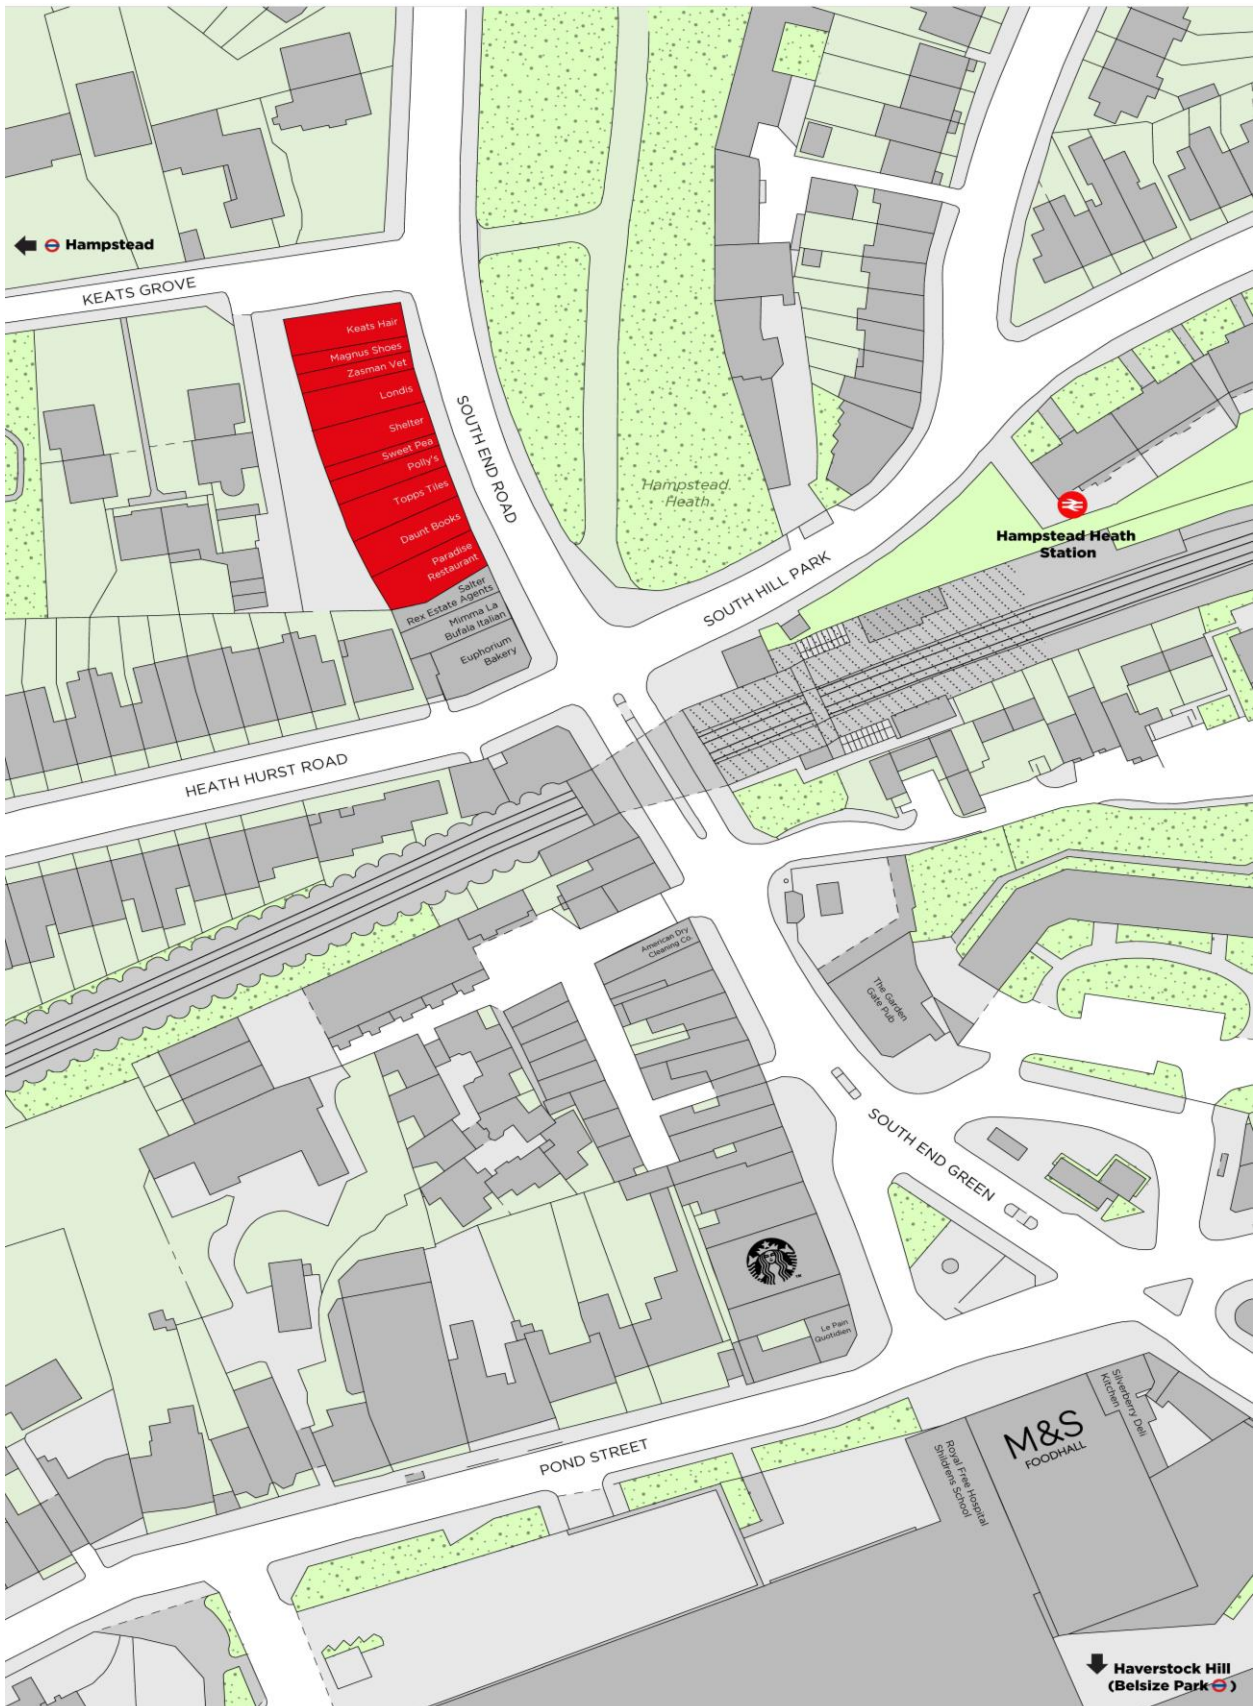 Hampstead
KEATS GROVE
Keats Hair
Magnus Shoes
Zasman Vet
Londis
Shelter
Sweet Pea
Polly's
Topps Tiles
Daunt Books
Paradise
Restaurant
Salter
Rex Estate Agents
Mimma La
Bufala Italian
Euphorium
Bakery
SOUTH END ROAD
Hampstead
Heath
Hampstead Heath
Station
SOUTH HILL PARK
HEATH HURST ROAD
American Dry
Cleaning Co.
The Garden
Gate Pub
SOUTH END GREEN
TM
Le Pain
Quotidien
POND STREET
Royal Free Hospital
Shildrens School
M&S
FOODHALL
Silverberry Deli
Kitchen
Haverstock Hill
(Belsize Park )